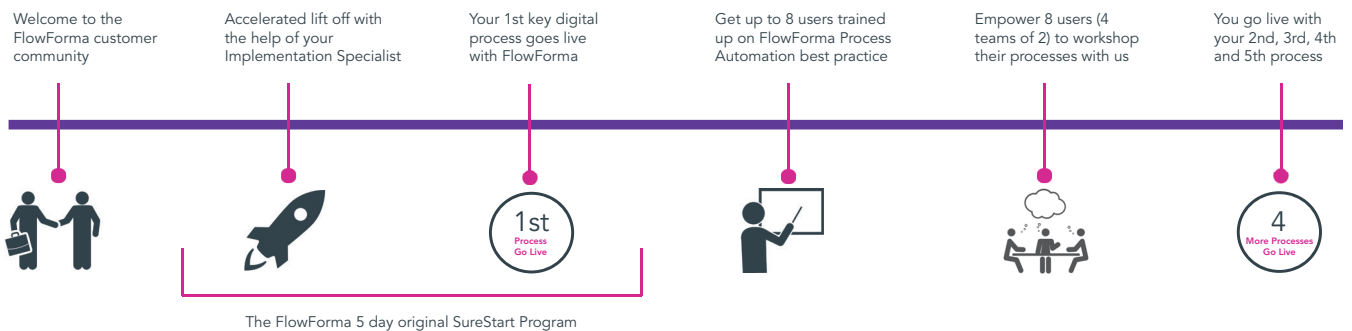 Welcome to the
FlowForma customer
community
Accelerated lift off with
the help of your
Implementation Specialist
Your 1st key digital
process goes live
with FlowForma
Get up to 8 users trained
up on FlowForma Process
Automation best practice
Empower 8 users (4
teams of 2) to workshop
their processes with us
You go live with
your 2nd, 3rd, 4th
and 5th process
1st
Process
Go Live
4
More Processes
Go Live
The FlowForma 5 day original SureStart Program